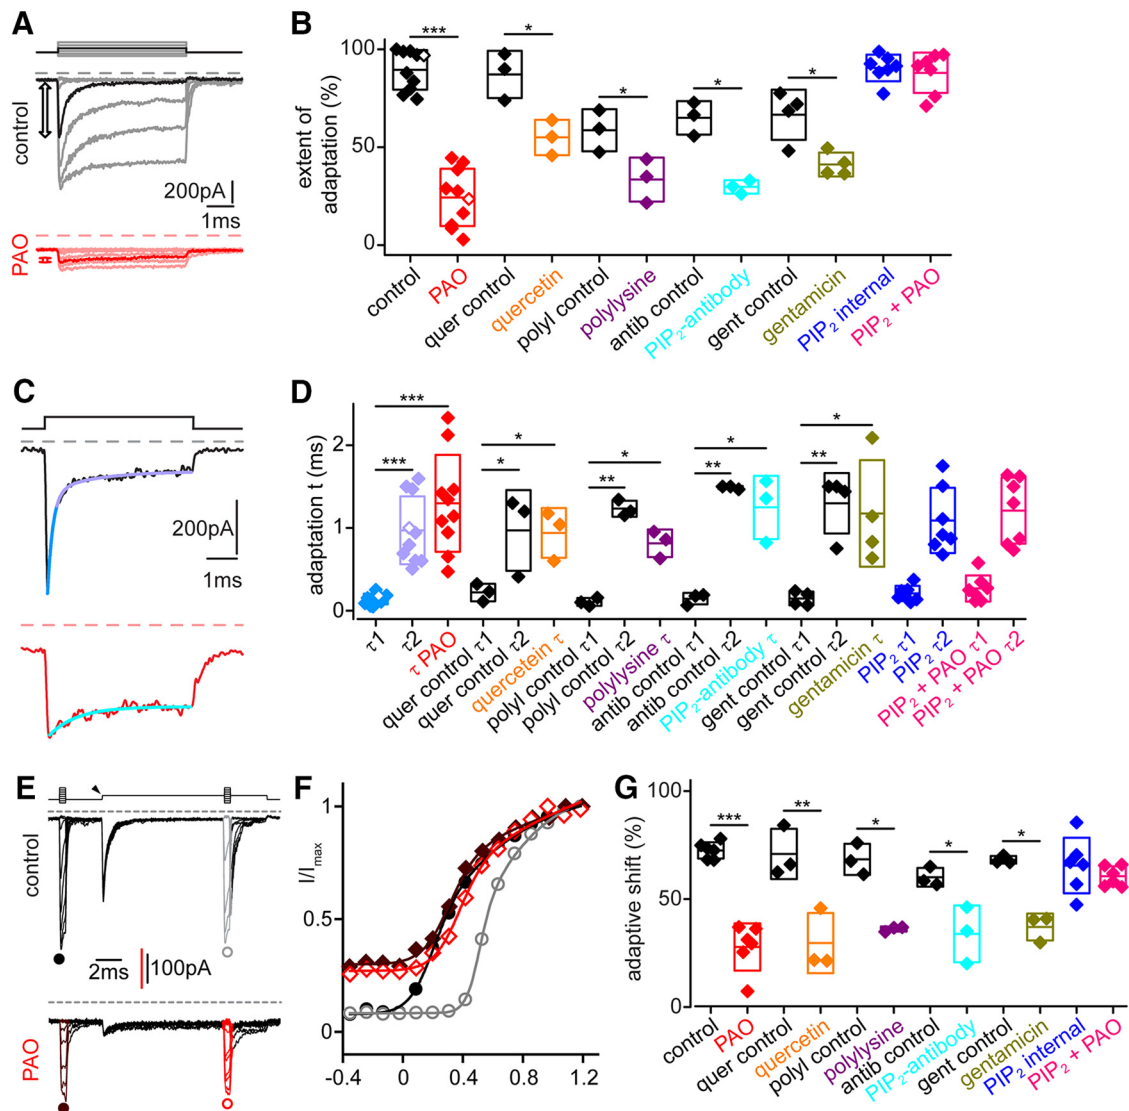 A
control
200pA
1ms
PAO
B
extent of
adaptation (%)
100
50
0
***
*
*
*
*
control
PAO
quer control
quercetin
polyl control
polylysine
antib control
PIP₂-antibody
gent control
gentamicin
PIP₂ internal
PIP₂ + PAO
C
200pA
1ms
D
adaptation t (ms)
2
1
0
***
***
*
*
*
**
*
**
*
**
τ1
τ2
τ PAO
quer control τ1
quer control τ2
quercetein τ
polyl control τ1
polyl control τ2
polylysine τ
antib control τ1
antib control τ2
PIP₂-antibody τ
gent control τ1
gent control τ2
gentamicin τ
PIP₂ τ1
PIP₂ τ2
PIP₂ + PAO τ1
PIP₂ + PAO τ2
E
control
2ms
100pA
PAO
F
I/Imax
1
0.5
0
-0.4
0
0.4
0.8
1.2
G
adaptive shift (%)
100
50
0
***
**
*
*
*
control
PAO
quer control
quercetin
polyl control
polylysine
antib control
PIP₂-antibody
gent control
gentamicin
PIP₂ internal
PIP₂ + PAO